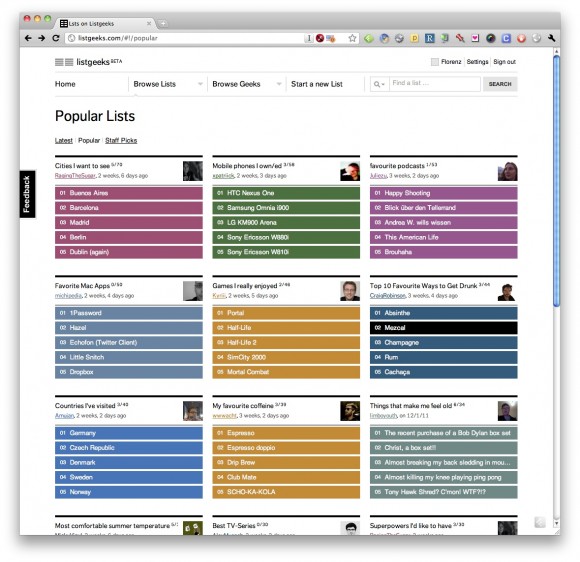 Lsts on Listgeeks
listgeeks.com/#!/popular
listgeeks BETA
Florenz Settings Sign out
Home Browse Lists Browse Geeks Start a new List Find a list ... SEARCH
Popular Lists
Latest Popular Staff Picks
Feedback
Cities I want to see 5/70
RagingTheSugar, 2 weeks, 6 days ago
01 Buenos Aires
02 Barcelona
03 Madrid
04 Berlin
05 Dublin (again)
Mobile phones I own/ed 3/58
xpatriick, 2 weeks, 3 days ago
01 HTC Nexus One
02 Samsung Omnia i900
03 LG KM900 Arena
04 Sony Ericsson W880i
05 Sony Ericsson W810i
favourite podcasts 1/53
Juliezu, 3 weeks, 2 days ago
01 Happy Shooting
02 Blick über den Tellerrand
03 Andrea W. wills wissen
04 This American Life
05 Brouhaha
Favorite Mac Apps 0/50
michipedia, 2 weeks, 4 days ago
01 1Password
02 Hazel
03 Echofon (Twitter Client)
04 Little Snitch
05 Dropbox
Games I really enjoyed 2/46
Kyrill, 2 weeks, 5 days ago
01 Portal
02 Half-Life
03 Half-Life 2
04 SimCity 2000
05 Mortal Combat
Top 10 Favourite Ways to Get Drunk 3/44
CraigRobinson, 3 weeks, 4 days ago
01 Absinthe
02 Mezcal
03 Champagne
04 Rum
05 Cachaça
Countries I've visited 3/40
Amujan, 2 weeks, 2 days ago
01 Germany
02 Czech Republic
03 Denmark
04 Sweden
05 Norway
My favourite coffeine 3/35
wwwacht, 3 weeks, 2 days ago
01 Espresso
02 Espresso doppio
03 Drip Brew
04 Club Mate
05 SCHO-KA-KOLA
Things that make me feel old 6/34
on 12/1/11
01 The recent purchase of a Bob Dylan box set
02 Christ, a box set!!
03 Almost breaking my back sledding in mou...
04 Almost killing my knee playing ping pong
05 Tony Hawk Shred? C'mon! WTF?!?
Most comfortable summer temperature
Best TV-Series 0/30
Superpowers I'd like to have 3/30